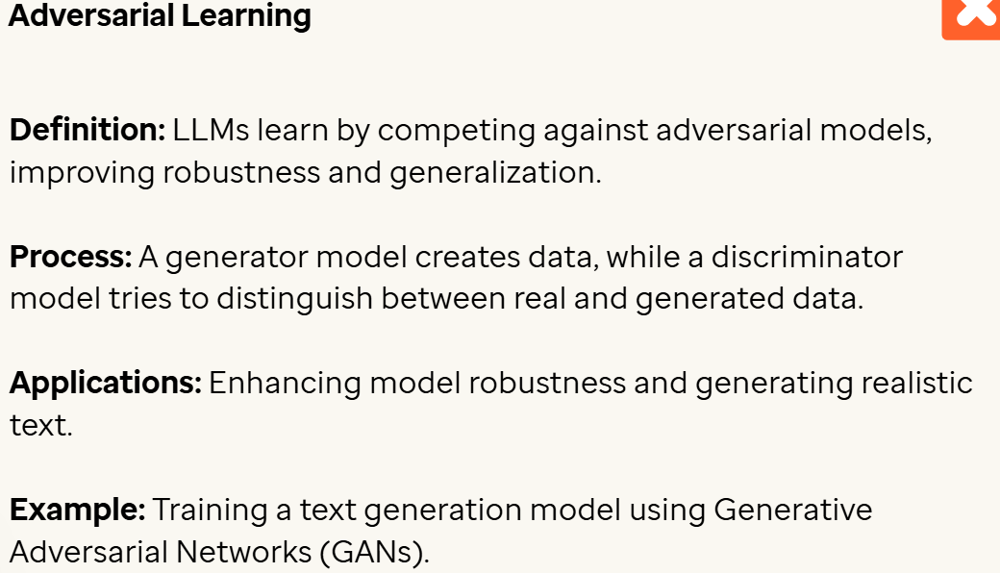 Adversarial Learning
Definition: LLMs learn by competing against adversarial models,
improving robustness and generalization.
Process: A generator model creates data, while a discriminator
model tries to distinguish between real and generated data.
Applications: Enhancing model robustness and generating realistic
text.
Example: Training a text generation model using Generative
Adversarial Networks (GANs).